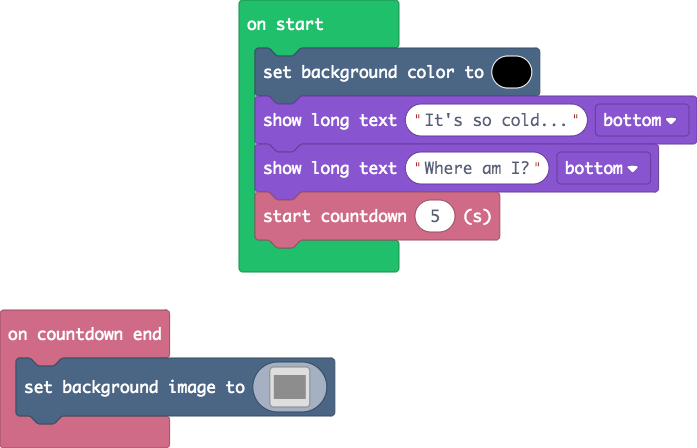 on start
set background color to
show long text "It's so cold..." bottom
show long text "Where am I?" bottom
start countdown 5 (s)
on countdown end
set background image to